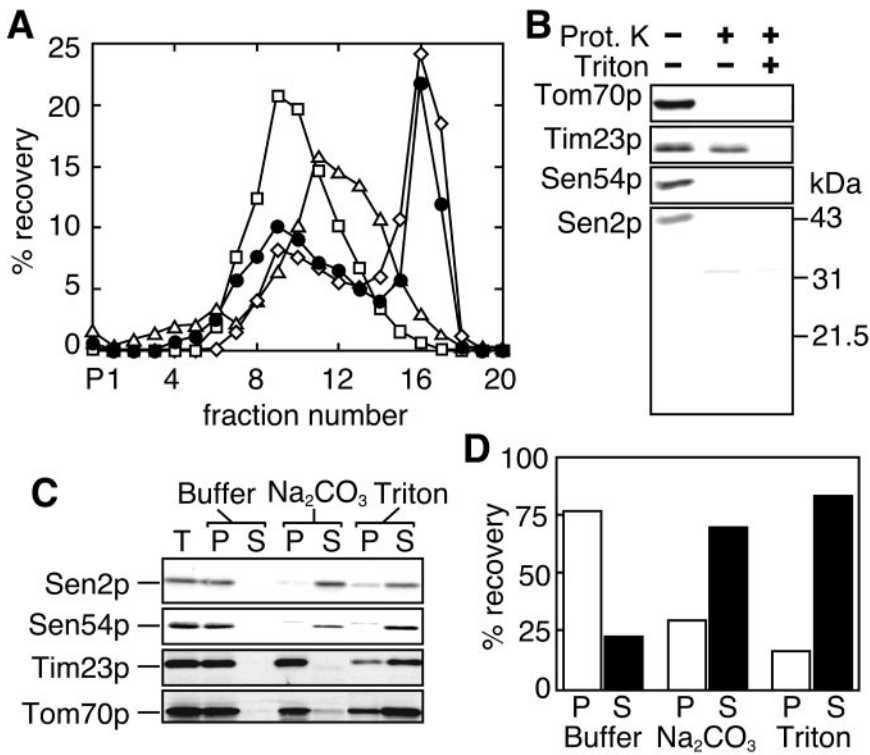 A
25
20
15
10
5
0
% recovery
P1 4 8 12 16 20
fraction number
B
Prot. K − + +
Triton − − +
Tom70p
Tim23p
Sen54p
Sen2p
kDa
43
31
21.5
C
Buffer Na₂CO₃ Triton
T P S P S P S
Sen2p
Sen54p
Tim23p
Tom70p
D
100
75
50
25
0
% recovery
P S P S P S
Buffer Na₂CO₃ Triton